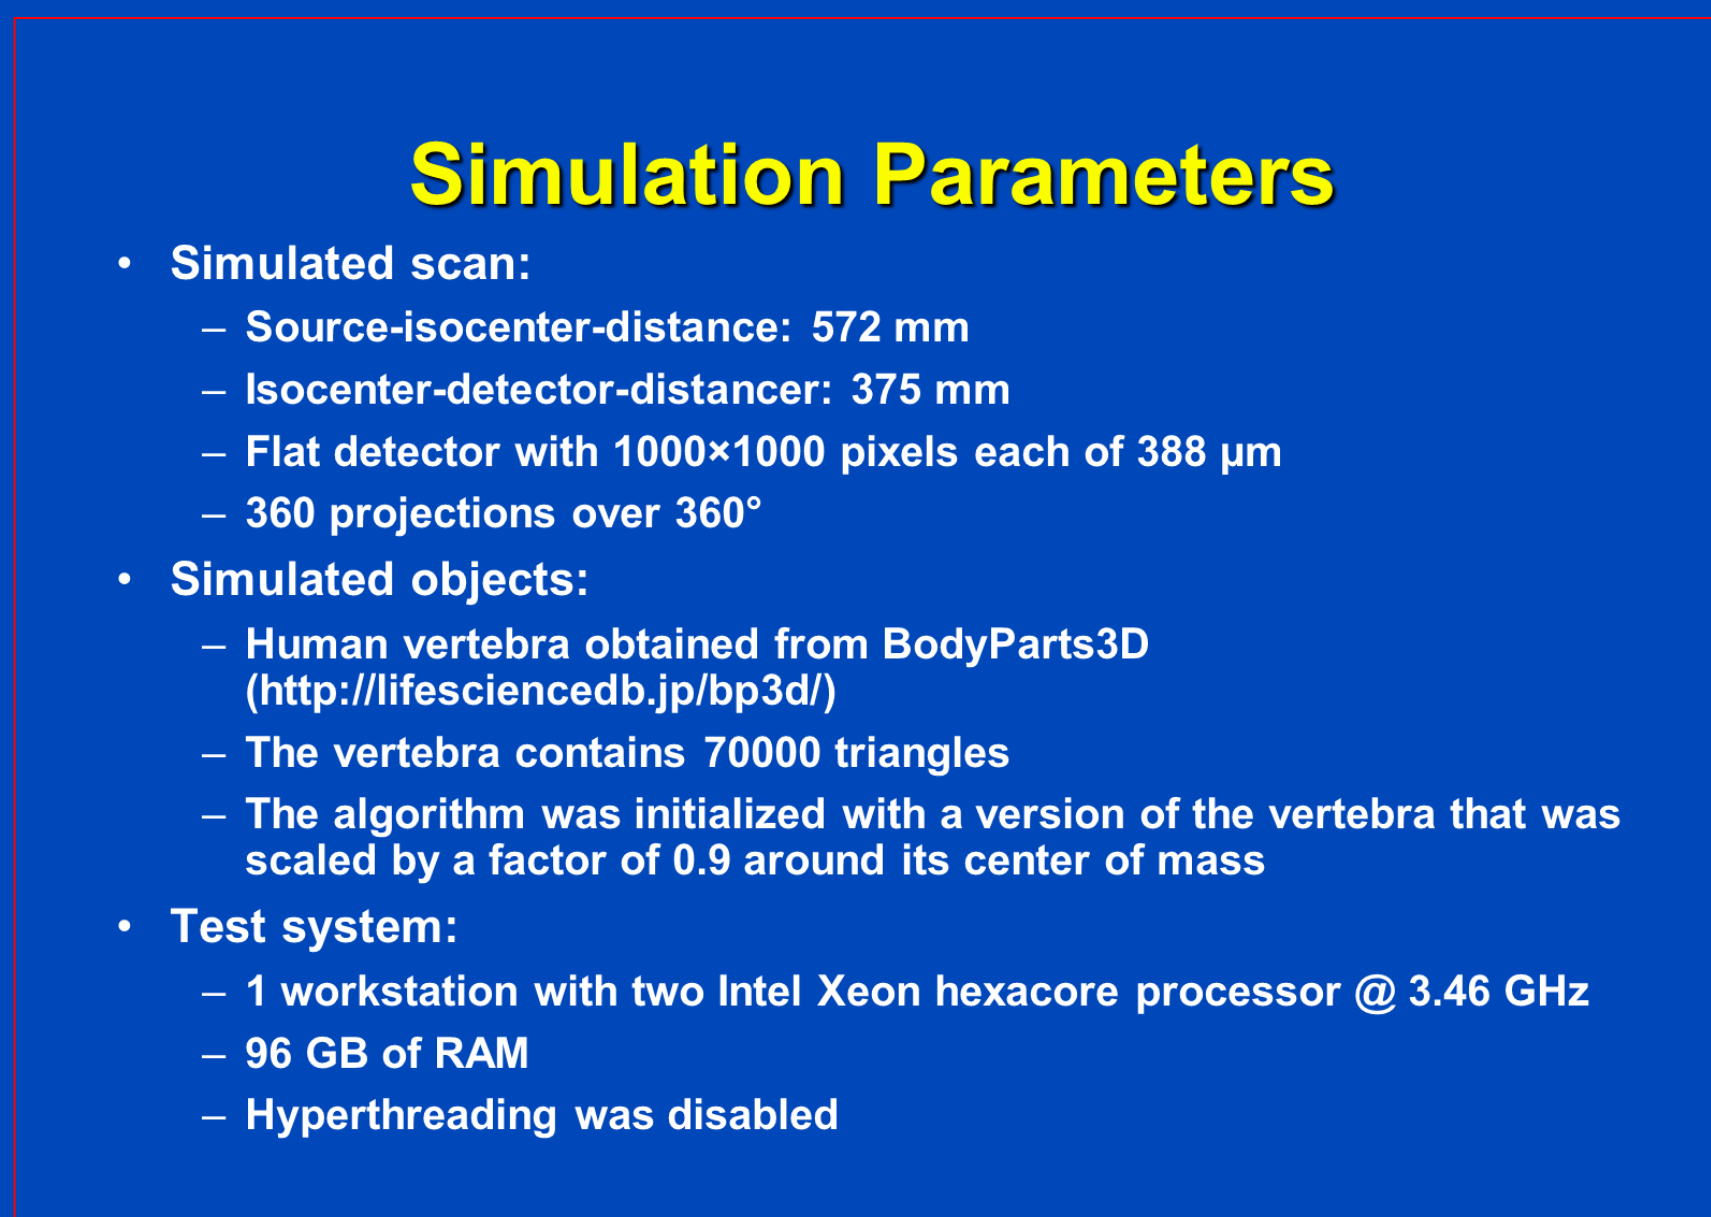 Simulation Parameters
• Simulated scan:
– Source-isocenter-distance: 572 mm
– Isocenter-detector-distancer: 375 mm
– Flat detector with 1000×1000 pixels each of 388 µm
– 360 projections over 360°
• Simulated objects:
– Human vertebra obtained from BodyParts3D
(http://lifesciencedb.jp/bp3d/)
– The vertebra contains 70000 triangles
– The algorithm was initialized with a version of the vertebra that was
scaled by a factor of 0.9 around its center of mass
• Test system:
– 1 workstation with two Intel Xeon hexacore processor @ 3.46 GHz
– 96 GB of RAM
– Hyperthreading was disabled